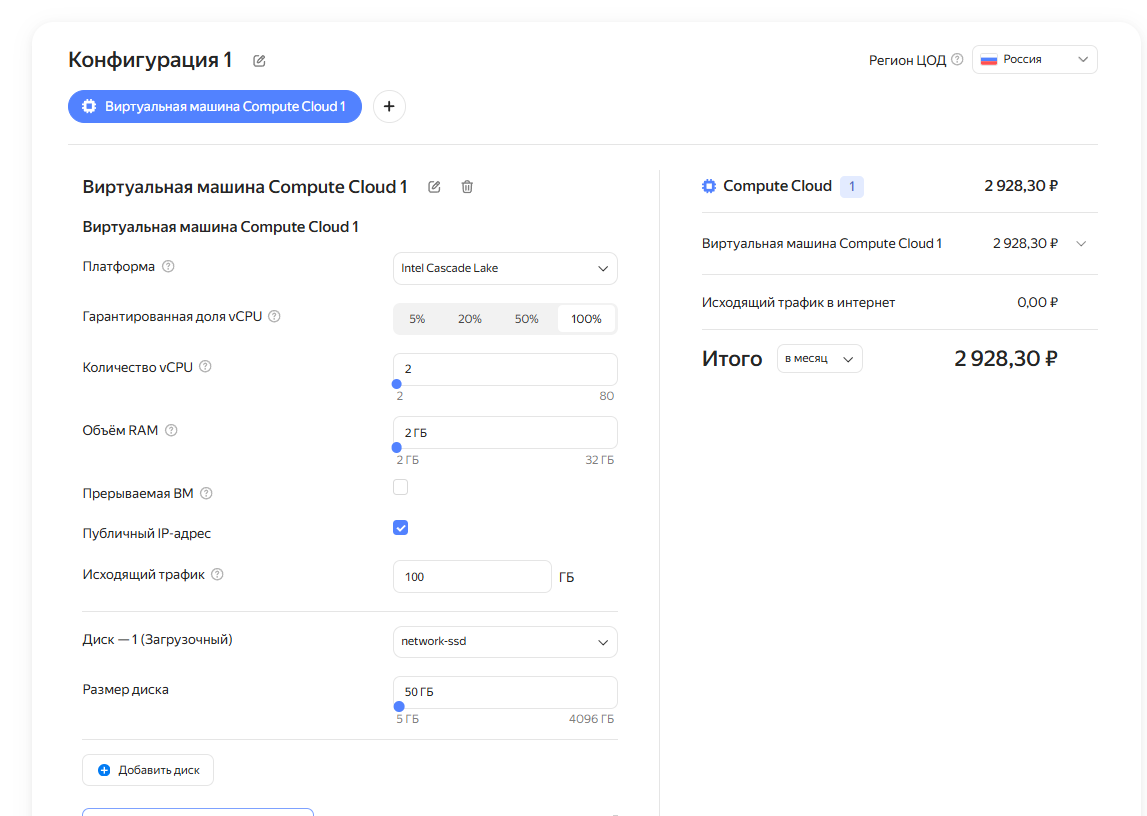 Конфигурация 1
Регион ЦОД
Россия
Виртуальная машина Compute Cloud 1
+
Виртуальная машина Compute Cloud 1
Виртуальная машина Compute Cloud 1
Платформа
Intel Cascade Lake
Гарантированная доля vCPU
5% 20% 50% 100%
Количество vCPU
2
2 80
Объём RAM
2 ГБ
2 ГБ 32 ГБ
Прерываемая ВМ
Публичный IP-адрес
Исходящий трафик
100 ГБ
Диск — 1 (Загрузочный)
network-ssd
Размер диска
50 ГБ
5 ГБ 4096 ГБ
Добавить диск
Compute Cloud 1 2 928,30 ₽
Виртуальная машина Compute Cloud 1 2 928,30 ₽
Исходящий трафик в интернет 0,00 ₽
Итого в месяц 2 928,30 ₽